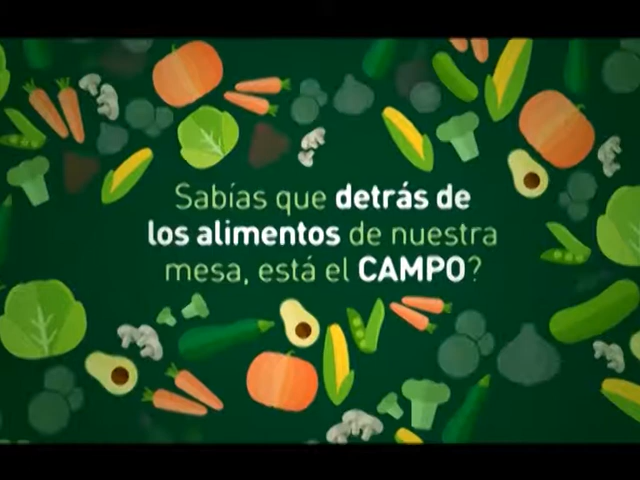 Sabías que detrás de
los alimentos de nuestra
mesa, está el CAMPO?